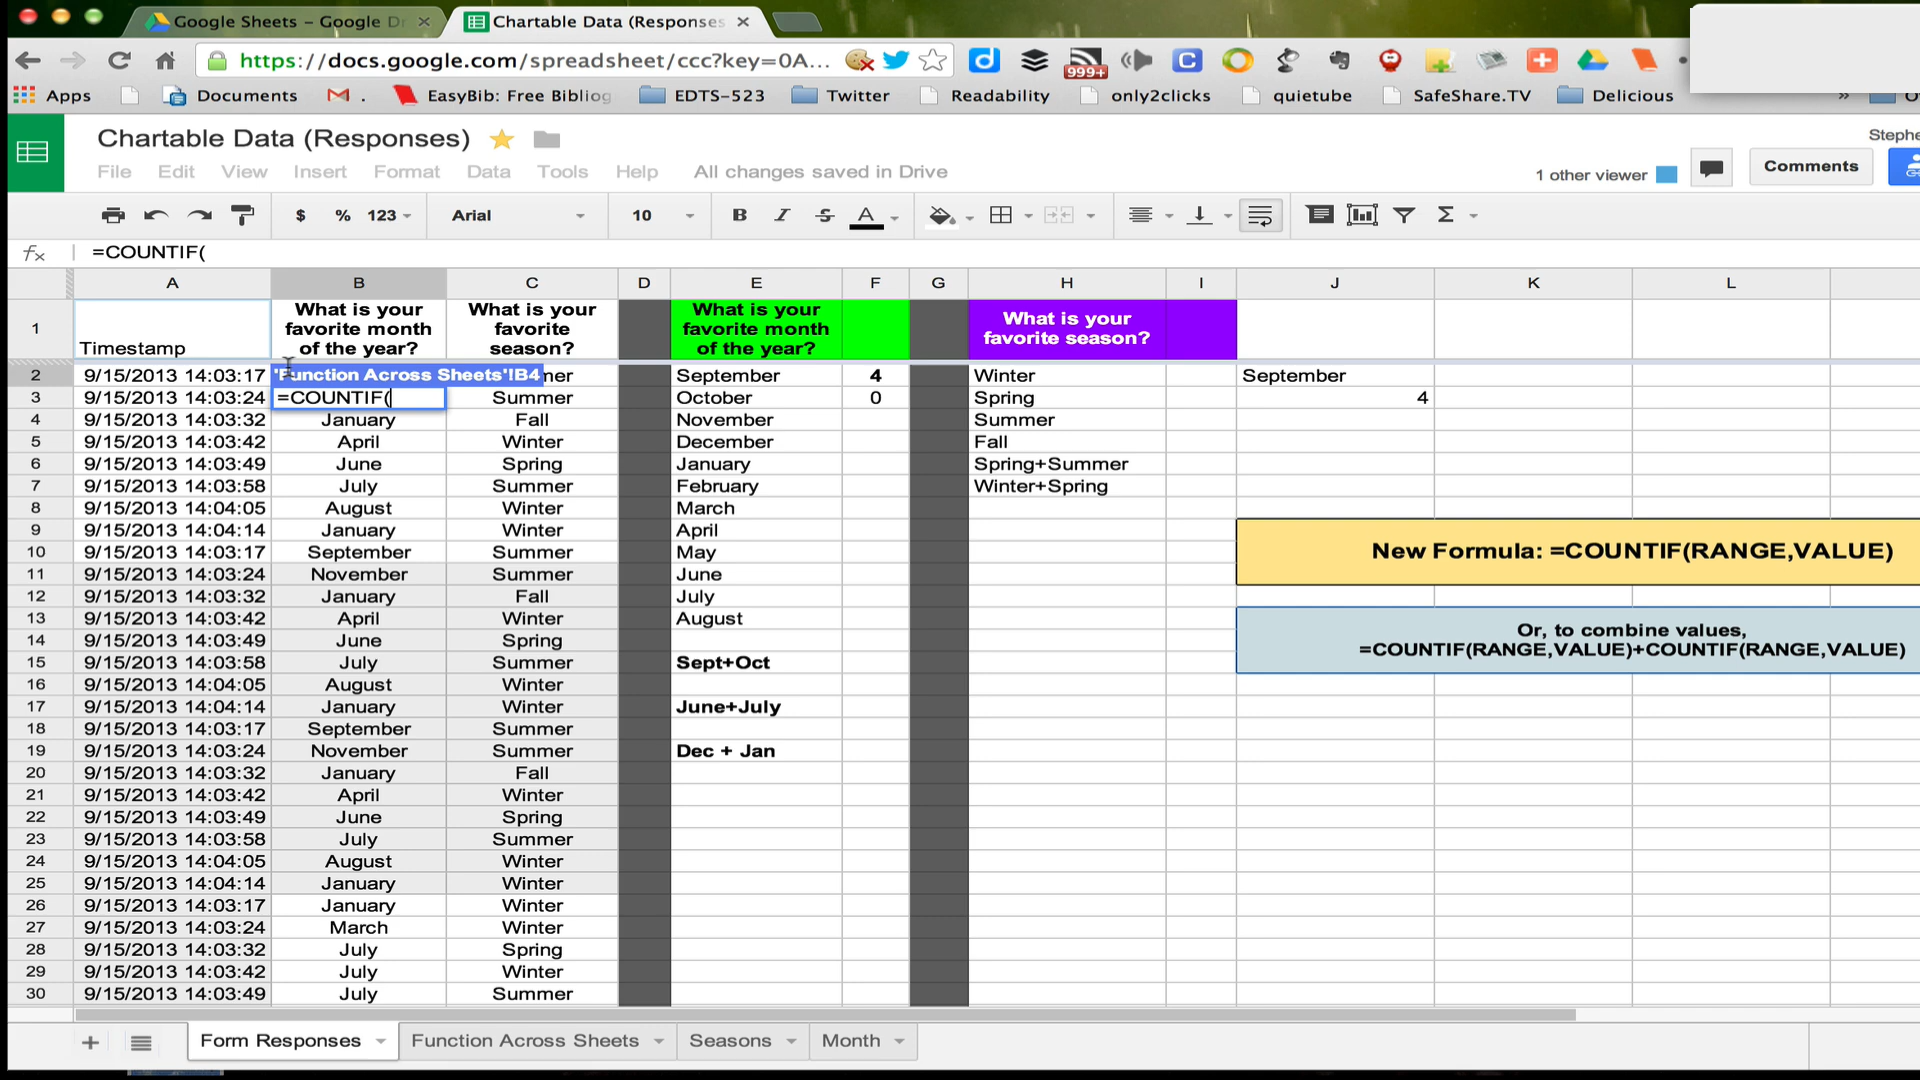 Google Sheets – Google Dr
Chartable Data (Responses
https://docs.google.com/spreadsheet/ccc?key=0A...
999+
Apps
Documents
.
EasyBib: Free Bibliog
EDTS-523
Twitter
Readability
only2clicks
quietube
SafeShare.TV
Delicious
»
Chartable Data (Responses)
Stephe
File Edit View Insert Format Data Tools Help All changes saved in Drive
1 other viewer
Comments
$ % 123 Arial 10 B I S A Σ
fx =COUNTIF(
A B C D E F G H I J K L
1 Timestamp What is your favorite month of the year? What is your favorite season? What is your favorite month of the year? What is your favorite season?
2 9/15/2013 14:03:17 'Function Across Sheets'!B4 mer September 4 Winter September
3 9/15/2013 14:03:24 =COUNTIF( Summer October 0 Spring 4
4 9/15/2013 14:03:32 January Fall November Summer
5 9/15/2013 14:03:42 April Winter December Fall
6 9/15/2013 14:03:49 June Spring January Spring+Summer
7 9/15/2013 14:03:58 July Summer February Winter+Spring
8 9/15/2013 14:04:05 August Winter March
9 9/15/2013 14:04:14 January Winter April
10 9/15/2013 14:03:17 September Summer May
11 9/15/2013 14:03:24 November Summer June
12 9/15/2013 14:03:32 January Fall July
13 9/15/2013 14:03:42 April Winter August
14 9/15/2013 14:03:49 June Spring
15 9/15/2013 14:03:58 July Summer Sept+Oct
16 9/15/2013 14:04:05 August Winter
17 9/15/2013 14:04:14 January Winter June+July
18 9/15/2013 14:03:17 September Summer
19 9/15/2013 14:03:24 November Summer Dec + Jan
20 9/15/2013 14:03:32 January Fall
21 9/15/2013 14:03:42 April Winter
22 9/15/2013 14:03:49 June Spring
23 9/15/2013 14:03:58 July Summer
24 9/15/2013 14:04:05 August Winter
25 9/15/2013 14:04:14 January Winter
26 9/15/2013 14:03:17 January Winter
27 9/15/2013 14:03:24 March Winter
28 9/15/2013 14:03:32 July Spring
29 9/15/2013 14:03:42 July Winter
30 9/15/2013 14:03:49 July Summer
New Formula: =COUNTIF(RANGE,VALUE)
Or, to combine values,
=COUNTIF(RANGE,VALUE)+COUNTIF(RANGE,VALUE)
Form Responses
Function Across Sheets
Seasons
Month